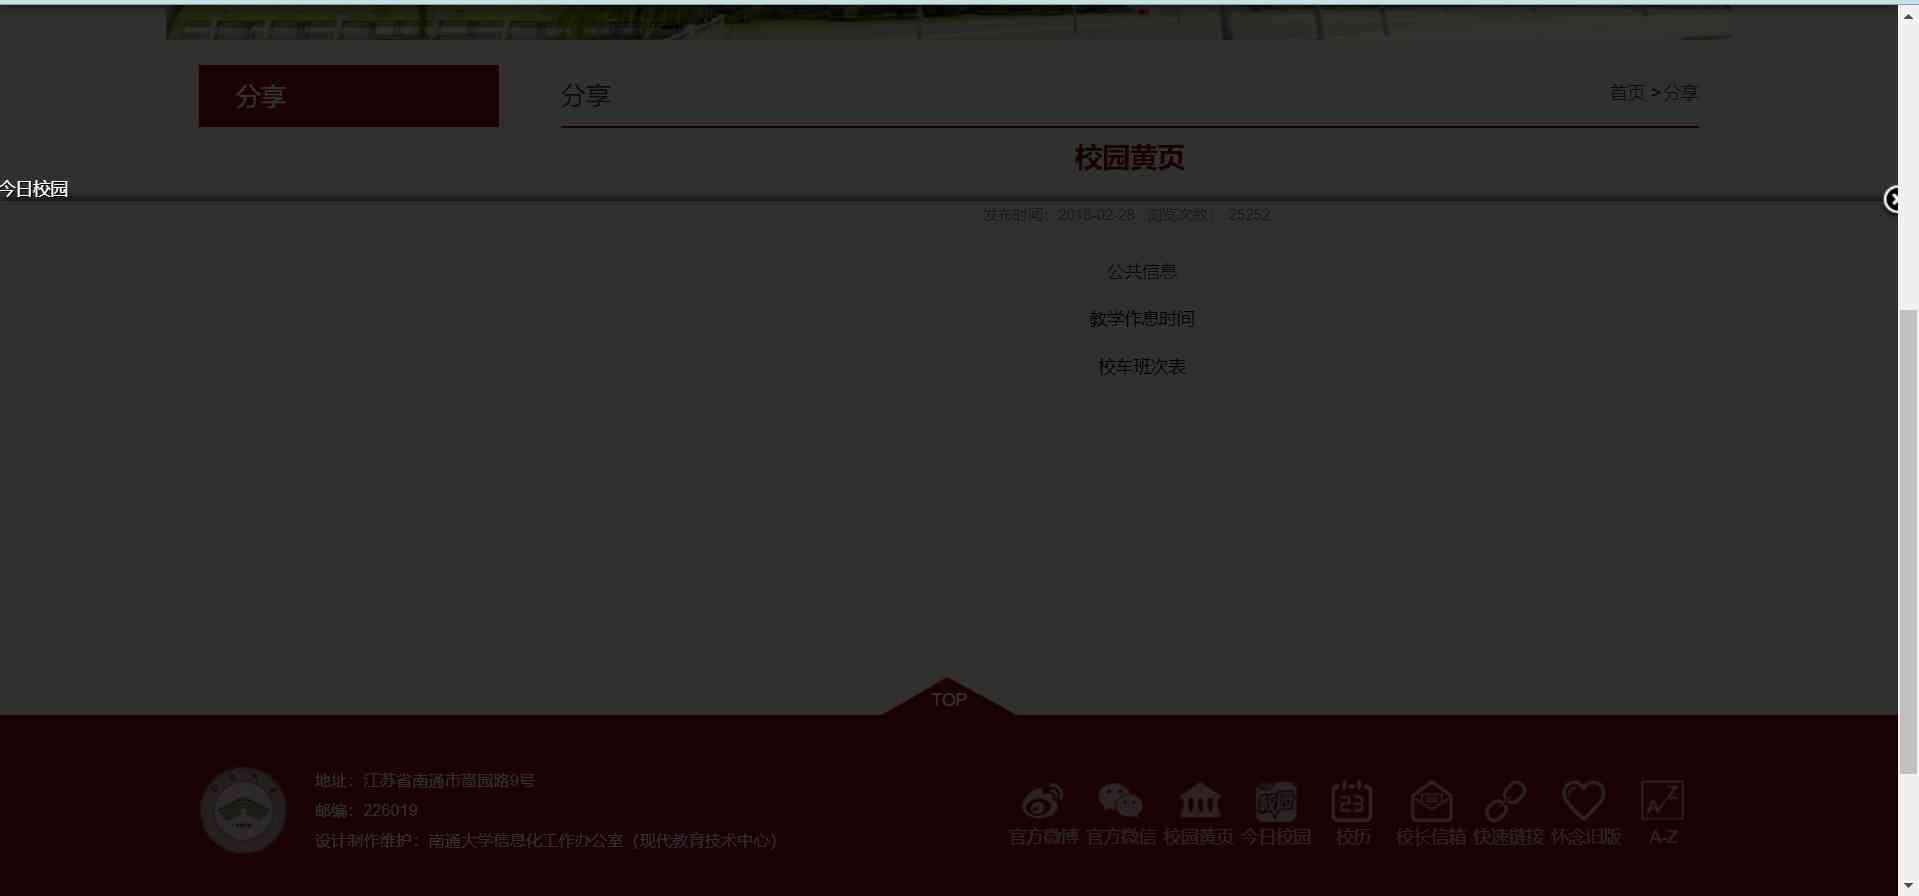 分享
分享
首页 > 分享
校园黄页
今日校园
发布时间：2018-02-28 浏览次数： 25252
公共信息
教学作息时间
校车班次表
TOP
地址：江苏省南通市啬园路9号
邮编：226019
设计制作维护：南通大学信息化工作办公室（现代教育技术中心）
校园
23
A Z
官方微博 官方微信 校园黄页 今日校园 校历 校长信箱 快速链接 怀念旧版 A-Z